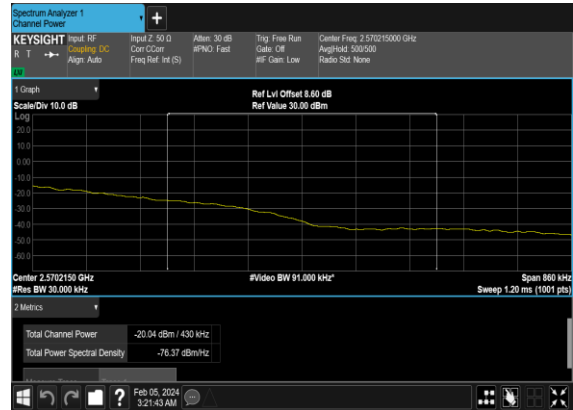 Spectrum Analyzer 1
Channel Power
+
KEYSIGHT Input: RF Input Z: 50 Ω Atten: 30 dB Trig: Free Run Center Freq: 2.570215000 GHz
R T Coupling: DC Corr CCorr #PNO: Fast Gate: Off Avg|Hold: 500/500
Align: Auto Freq Ref: Int (S) #IF Gain: Low Radio Std: None
LXI
1 Graph
Ref Lvl Offset 8.60 dB
Scale/Div 10.0 dB Ref Value 30.00 dBm
Log
20.0
10.0
0.00
-10.0
-20.0
-30.0
-40.0
-50.0
-60.0
Center 2.5702150 GHz #Video BW 91.000 kHz* Span 860 kHz
#Res BW 30.000 kHz Sweep 1.20 ms (1001 pts)
2 Metrics
Total Channel Power -20.04 dBm / 430 kHz
Total Power Spectral Density -76.37 dBm/Hz
? Feb 05, 2024
3:21:43 AM